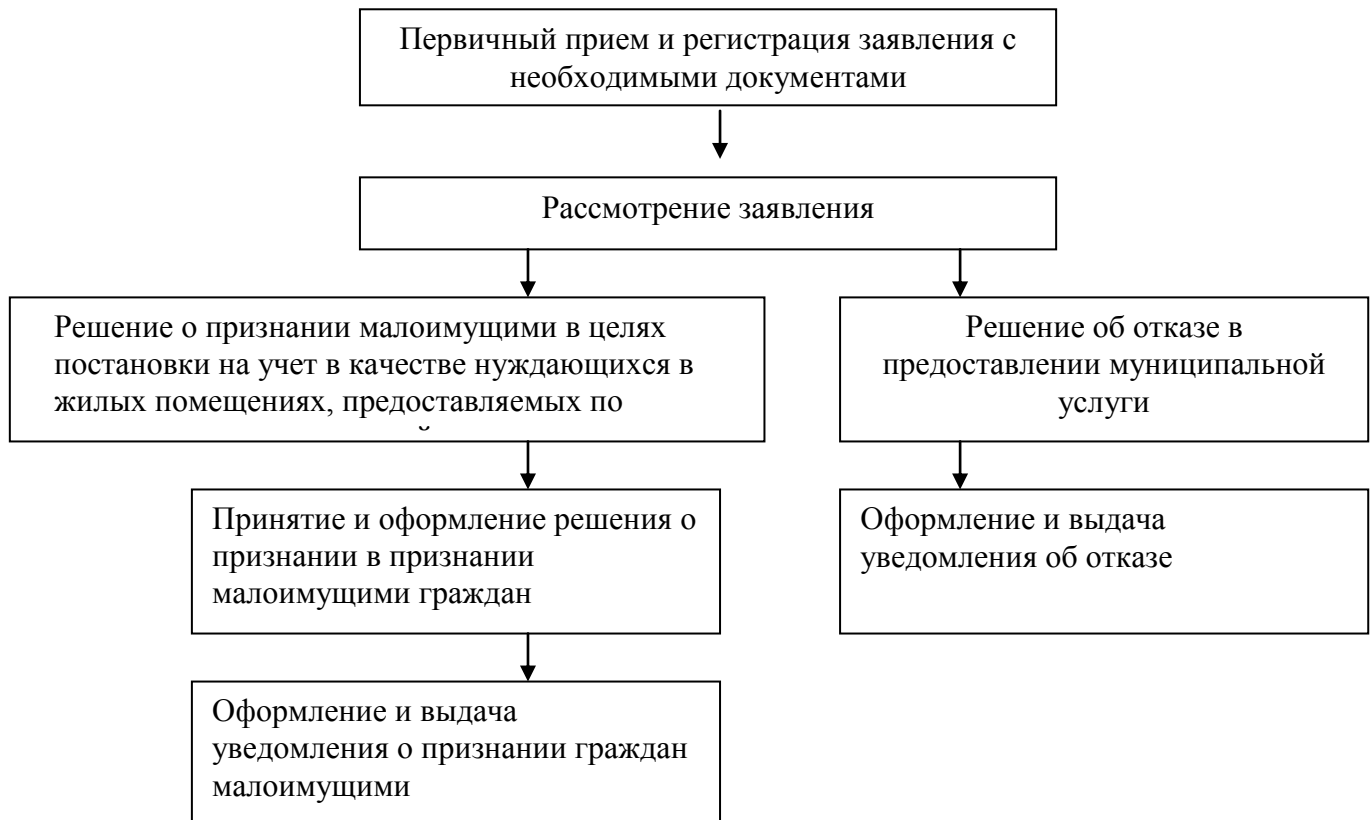 Первичный прием и регистрация заявления с
необходимыми документами
Рассмотрение заявления
Решение о признании малоимущими в целях
постановки на учет в качестве нуждающихся в
жилых помещениях, предоставляемых по
Решение об отказе в
предоставлении муниципальной
услуги
Принятие и оформление решения о
признании в признании
малоимущими граждан
Оформление и выдача
уведомления об отказе
Оформление и выдача
уведомления о признании граждан
малоимущими